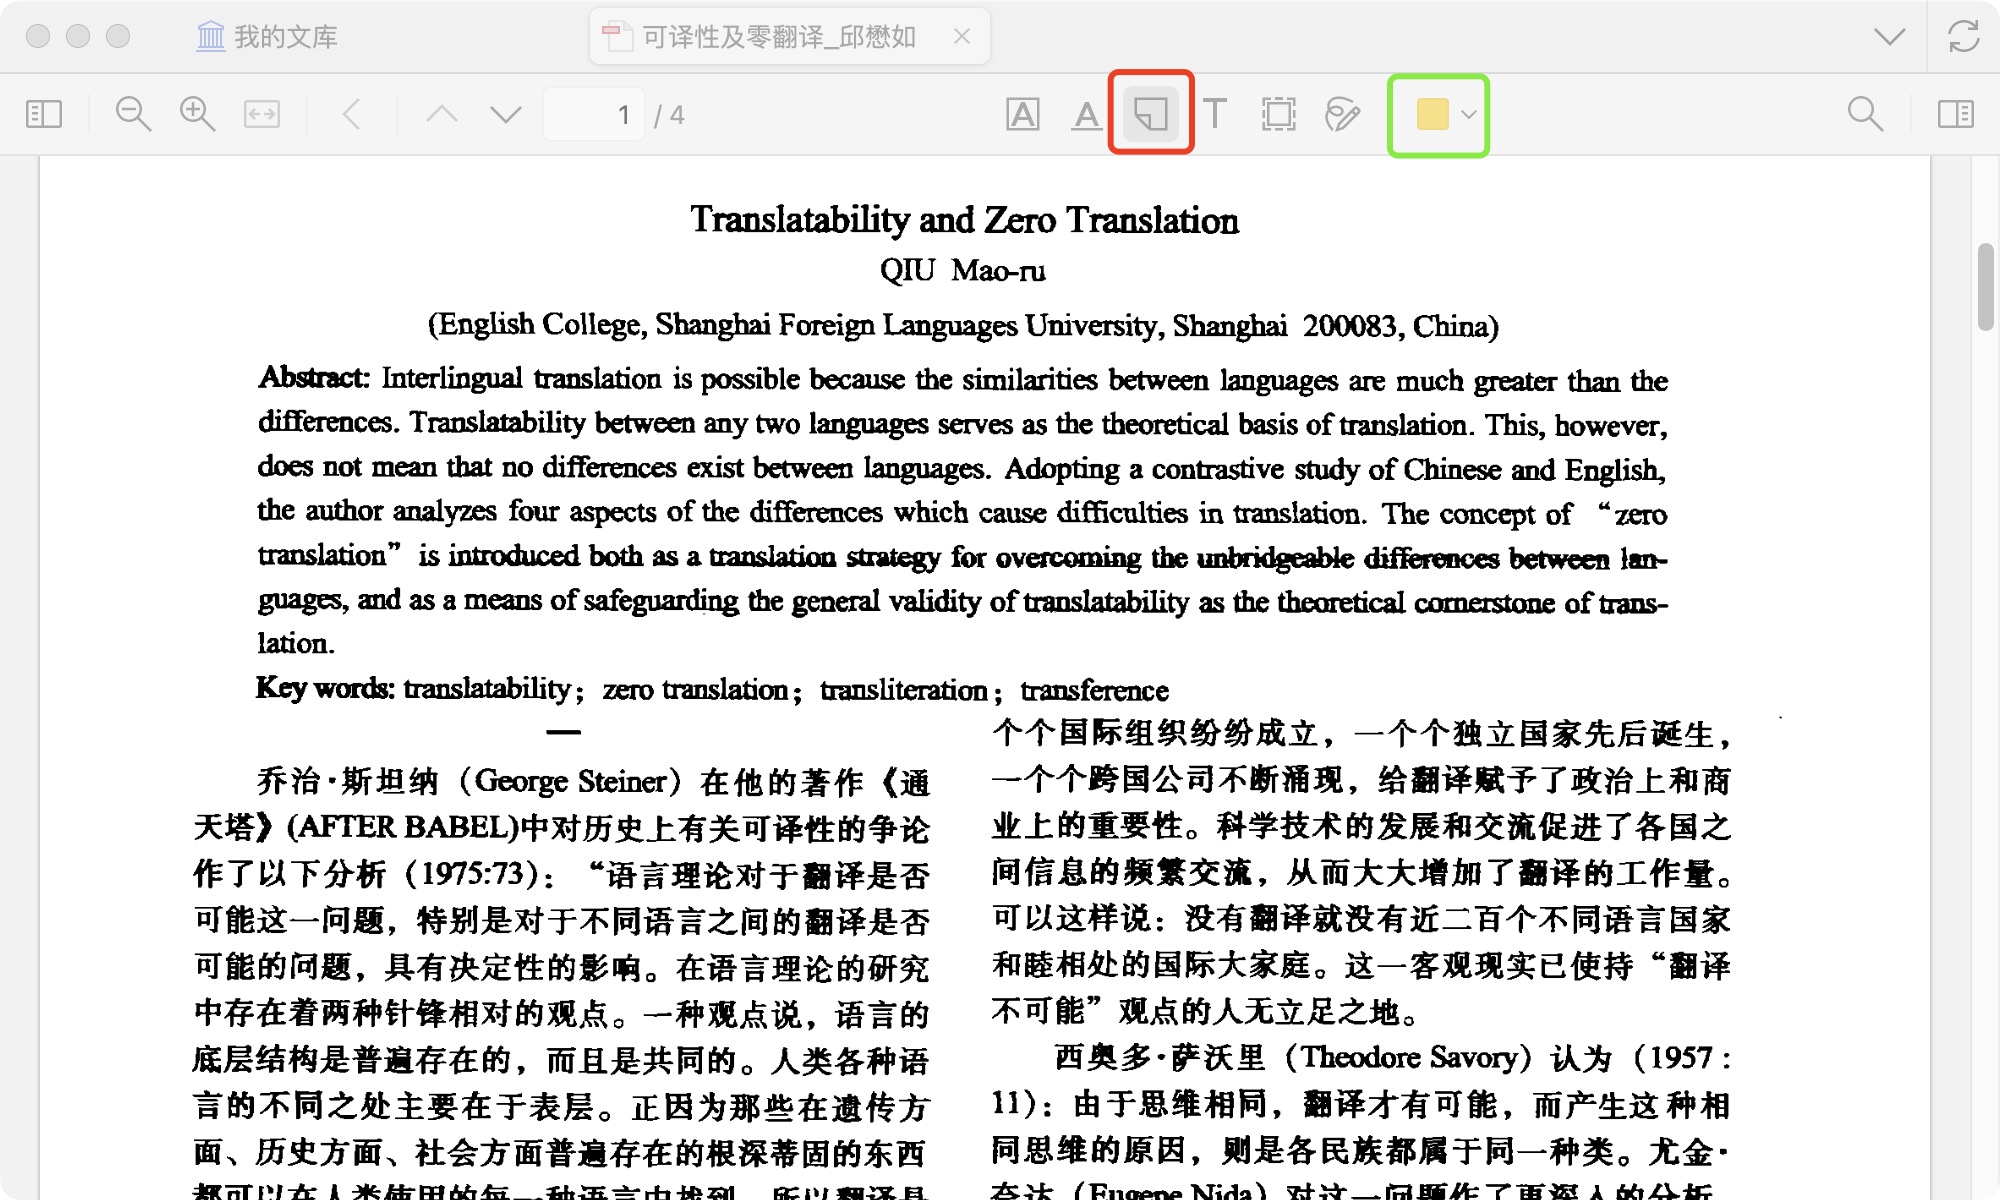 我的文库
可译性及零翻译_邱懋如
1 / 4
A A T
Translatability and Zero Translation
QIU Mao-ru
(English College, Shanghai Foreign Languages University, Shanghai 200083, China)
Abstract: Interlingual translation is possible because the similarities between languages are much greater than the
differences. Translatability between any two languages serves as the theoretical basis of translation. This, however,
does not mean that no differences exist between languages. Adopting a contrastive study of Chinese and English,
the author analyzes four aspects of the differences which cause difficulties in translation. The concept of “zero
translation” is introduced both as a translation strategy for overcoming the unbridgeable differences between lan-
guages, and as a means of safeguarding the general validity of translatability as the theoretical cornerstone of trans-
lation.
Key words: translatability; zero translation; transliteration; transference
一
乔治·斯坦纳（George Steiner）在他的著作《通
天塔》(AFTER BABEL)中对历史上有关可译性的争论
作了以下分析（1975:73）：“语言理论对于翻译是否
可能这一问题，特别是对于不同语言之间的翻译是否
可能的问题，具有决定性的影响。在语言理论的研究
中存在着两种针锋相对的观点。一种观点说，语言的
底层结构是普遍存在的，而且是共同的。人类各种语
言的不同之处主要在于表层。正因为那些在遗传方
面、历史方面、社会方面普遍存在的根深蒂固的东西
都可以在人类使用的每一种语言中找到，所以翻译是
个个国际组织纷纷成立，一个个独立国家先后诞生，
一个个跨国公司不断涌现，给翻译赋予了政治上和商
业上的重要性。科学技术的发展和交流促进了各国之
间信息的频繁交流，从而大大增加了翻译的工作量。
可以这样说：没有翻译就没有近二百个不同语言国家
和睦相处的国际大家庭。这一客观现实已使持“翻译
不可能”观点的人无立足之地。
西奥多·萨沃里（Theodore Savory）认为（1957：
11)：由于思维相同，翻译才有可能，而产生这种相
同思维的原因，则是各民族都属于同一种类。尤金·
奈达（Eugene Nida）对这一问题作了更深入的分析，